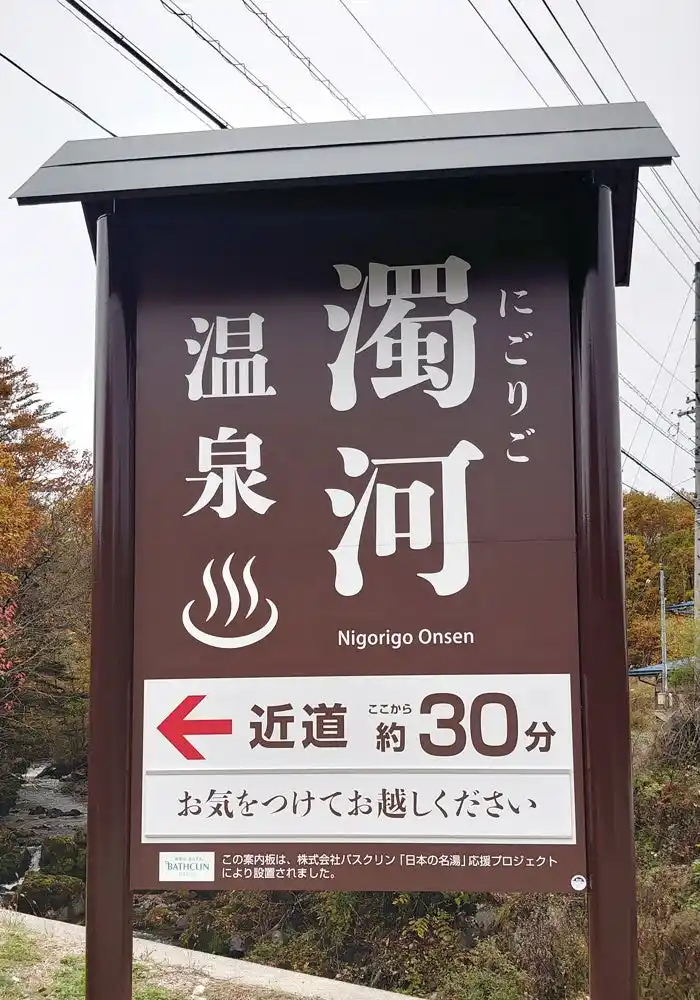 にごりご
濁河
温泉
Nigorigo Onsen
近道 ここから 約30分
お気をつけてお越しください
BATHCLIN
この案内板は、株式会社バスクリン「日本の名湯」応援プロジェクト
により設置されました。